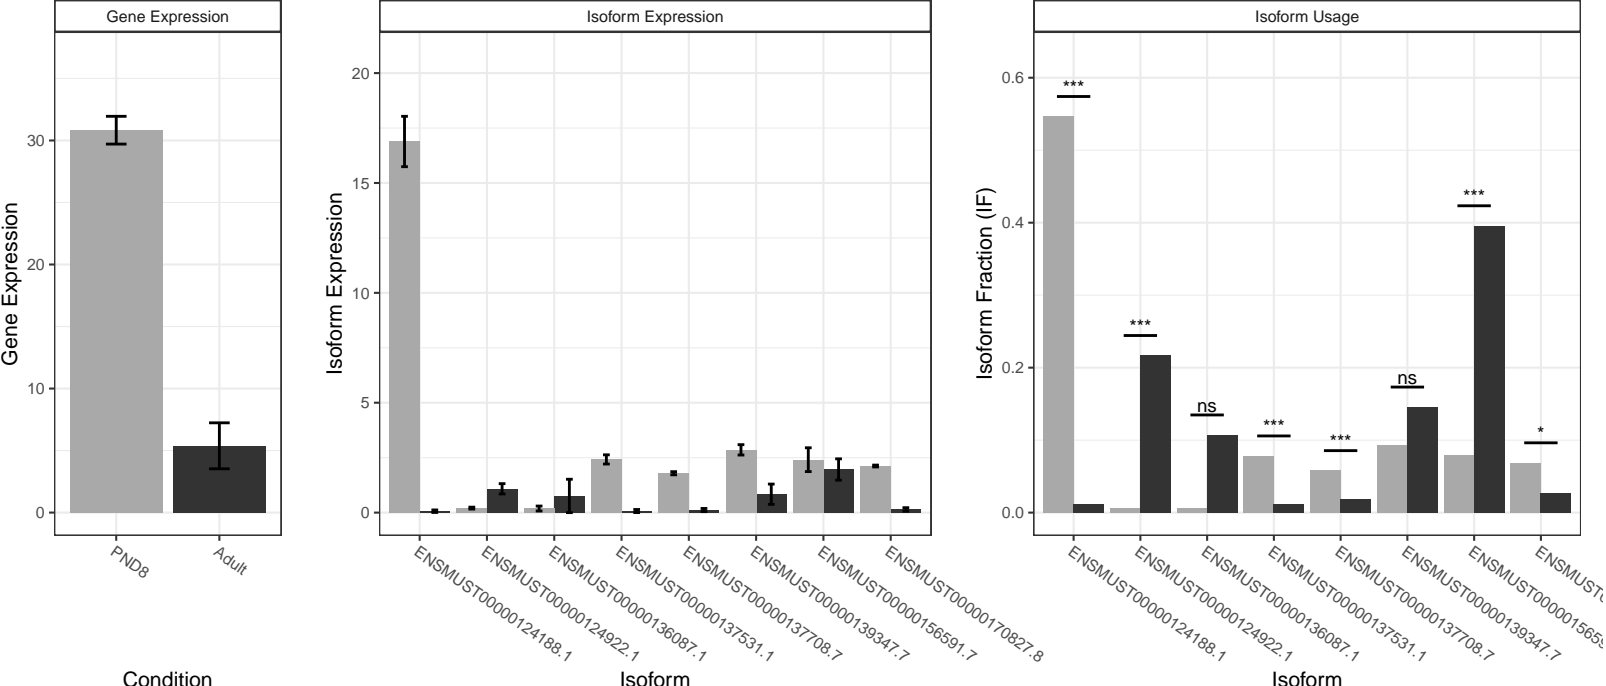 Gene Expression
Isoform Expression
Isoform Usage
Gene Expression
30
20
10
0
PND8
Adult
Condition
Isoform Expression
20
15
10
5
0
ENSMUST00000124188.1
ENSMUST00000124922.1
ENSMUST00000136087.1
ENSMUST00000137531.1
ENSMUST00000137708.7
ENSMUST00000139347.7
ENSMUST00000156591.7
ENSMUST00000170827.8
Isoform
Isoform Fraction (IF)
0.6
0.4
0.2
0.0
***
***
ns
***
***
ns
***
*
ENSMUST00000124188.1
ENSMUST00000124922.1
ENSMUST00000136087.1
ENSMUST00000137531.1
ENSMUST00000137708.7
ENSMUST00000139347.7
ENSMUST0000015659
ENSMUST0
Isoform